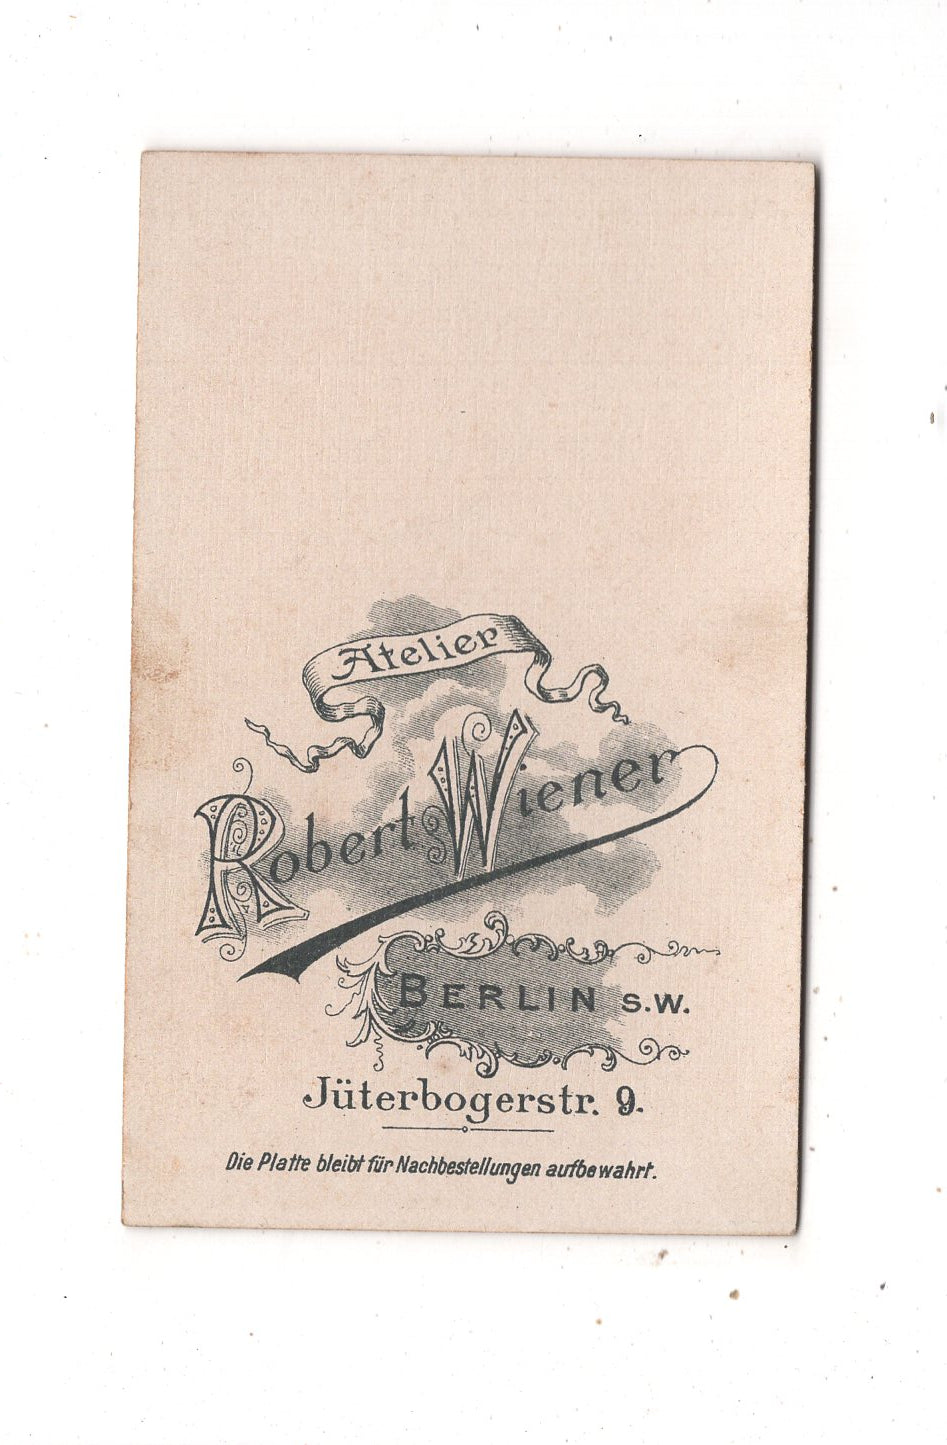 Atelier
Robert Wiener
BERLIN S.W.
Jüterbogerstr. 9.
Die Platte bleibt für Nachbestellungen aufbewahrt.